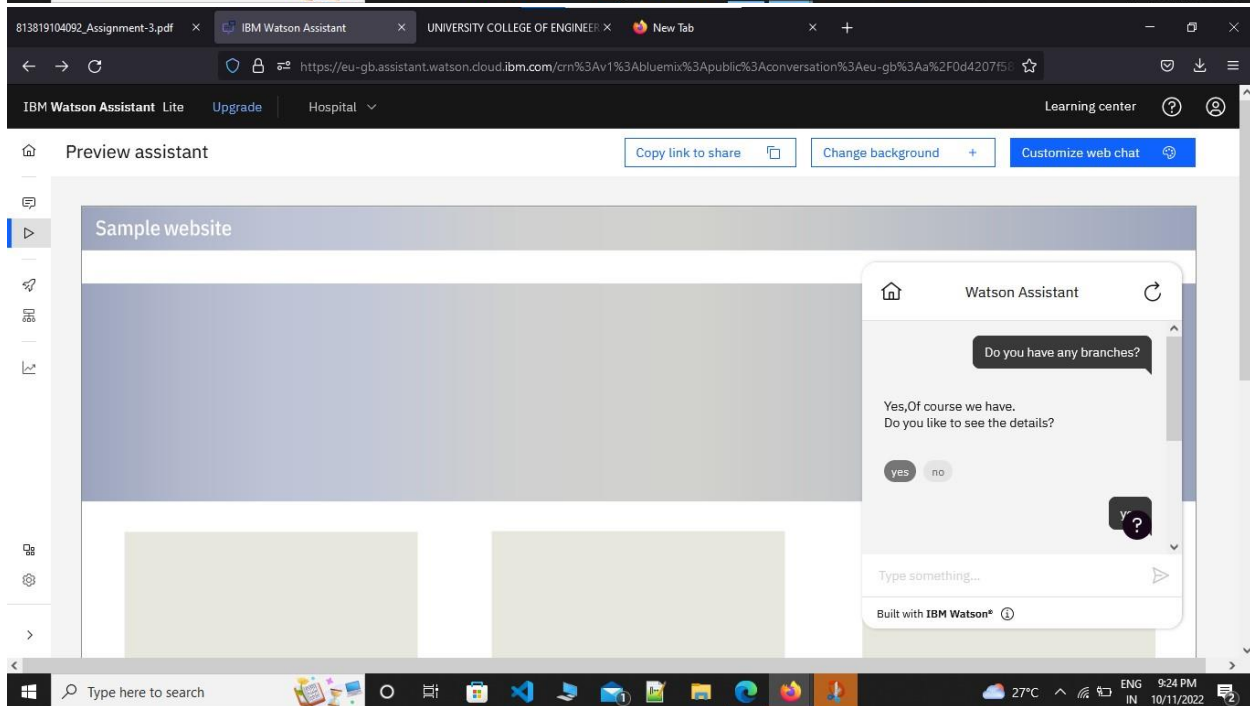 813819104092_Assignment-3.pdf
IBM Watson Assistant
UNIVERSITY COLLEGE OF ENGINEER
New Tab
https://eu-gb.assistant.watson.cloud.ibm.com/crn%3Av1%3Abluemix%3Apublic%3Aconversation%3Aeu-gb%3Aa%2F0d4207f58
IBM Watson Assistant Lite
Upgrade
Hospital
Learning center
Preview assistant
Copy link to share
Change background +
Customize web chat
Sample website
Watson Assistant
Do you have any branches?
Yes,Of course we have.
Do you like to see the details?
yes no
?
Type something...
Built with IBM Watson®
Type here to search
27°C
ENG
IN
9:24 PM
10/11/2022